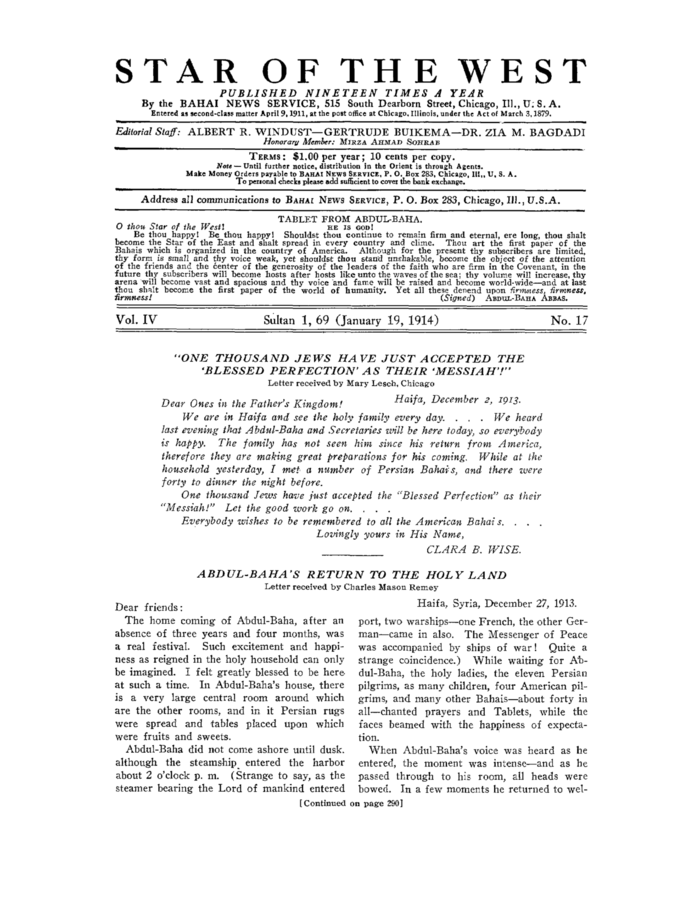 STAR OF THE WEST
PUBLISHED NINETEEN TIMES A YEAR
By the BAHAI NEWS SERVICE, 515 South Dearborn Street, Chicago, Ill., U. S. A.
Entered as second-class matter April 9, 1911, at the post office at Chicago, Illinois, under the Act of March 3, 1879.
Editorial Staff: ALBERT R. WINDUST—GERTRUDE BUIKEMA—DR. ZIA M. BAGDADI
Honorary Member: MIRZA AHMAD SOHRAB
TERMS: $1.00 per year; 10 cents per copy.
Note — Until further notice, distribution in the Orient is through Agents.
Make Money Orders payable to BAHAI NEWS SERVICE, P. O. Box 283, Chicago, Ill., U. S. A.
To personal checks please add sufficient to cover the bank exchange.
Address all communications to BAHAI NEWS SERVICE, P. O. Box 283, Chicago, Ill., U.S.A.
TABLET FROM ABDUL-BAHA.
O thou Star of the West! HE IS GOD!
Be thou happy! Be thou happy! Shouldst thou continue to remain firm and eternal, ere long, thou shalt
become the Star of the East and shalt spread in every country and clime. Thou art the first paper of the
Bahais which is organized in the country of America. Although for the present thy subscribers are limited,
thy form is small and thy voice weak, yet shouldst thou stand unshakable, become the object of the attention
of the friends and the center of the generosity of the leaders of the faith who are firm in the Covenant, in the
future thy subscribers will become hosts after hosts like unto the waves of the sea; thy volume will increase, thy
arena will become vast and spacious and thy voice and fame will be raised and become world-wide—and at last
thou shalt become the first paper of the world of humanity. Yet all these depend upon firmness, firmness,
firmness! (Signed) ABDUL-BAHA ABBAS.
Vol. IV Sultan 1, 69 (January 19, 1914) No. 17
"ONE THOUSAND JEWS HAVE JUST ACCEPTED THE
'BLESSED PERFECTION' AS THEIR 'MESSIAH'!"
Letter received by Mary Lesch, Chicago
Dear Ones in the Father's Kingdom! Haifa, December 2, 1913.
We are in Haifa and see the holy family every day. . . . We heard
last evening that Abdul-Baha and Secretaries will be here today, so everybody
is happy. The family has not seen him since his return from America,
therefore they are making great preparations for his coming. While at the
household yesterday, I met a number of Persian Bahais, and there were
forty to dinner the night before.
One thousand Jews have just accepted the "Blessed Perfection" as their
"Messiah!" Let the good work go on. . . .
Everybody wishes to be remembered to all the American Bahais. . . .
Lovingly yours in His Name,
CLARA B. WISE.
ABDUL-BAHA'S RETURN TO THE HOLY LAND
Letter received by Charles Mason Remey
Haifa, Syria, December 27, 1913.
Dear friends:
The home coming of Abdul-Baha, after an
absence of three years and four months, was
a real festival. Such excitement and happi-
ness as reigned in the holy household can only
be imagined. I felt greatly blessed to be here
at such a time. In Abdul-Baha's house, there
is a very large central room around which
are the other rooms, and in it Persian rugs
were spread and tables placed upon which
were fruits and sweets.
Abdul-Baha did not come ashore until dusk.
although the steamship entered the harbor
about 2 o'clock p. m. (Strange to say, as the
steamer bearing the Lord of mankind entered
port, two warships—one French, the other Ger-
man—came in also. The Messenger of Peace
was accompanied by ships of war! Quite a
strange coincidence.) While waiting for Ab-
dul-Baha, the holy ladies, the eleven Persian
pilgrims, as many children, four American pil-
grims, and many other Bahais—about forty in
all—chanted prayers and Tablets, while the
faces beamed with the happiness of expecta-
tion.
When Abdul-Baha's voice was heard as he
entered, the moment was intense—and as he
passed through to his room, all heads were
bowed. In a few moments he returned to wel-
[Continued on page 290]